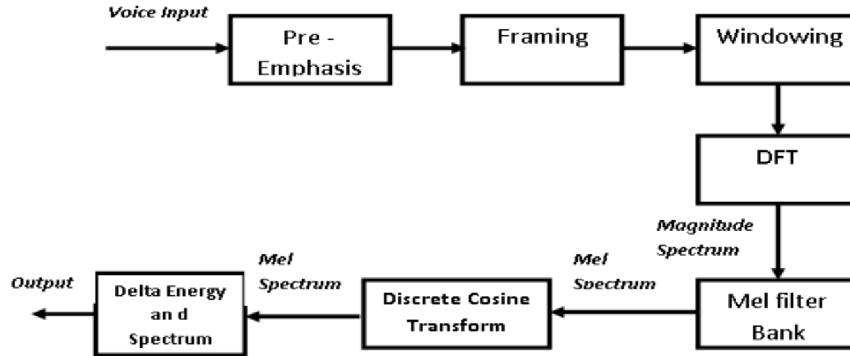 Voice Input
Pre -
Emphasis
Framing
Windowing
DFT
Magnitude
Spectrum
Mel filter
Bank
Mel
Spectrum
Discrete Cosine
Transform
Mel
Spectrum
Delta Energy
an d
Spectrum
Output